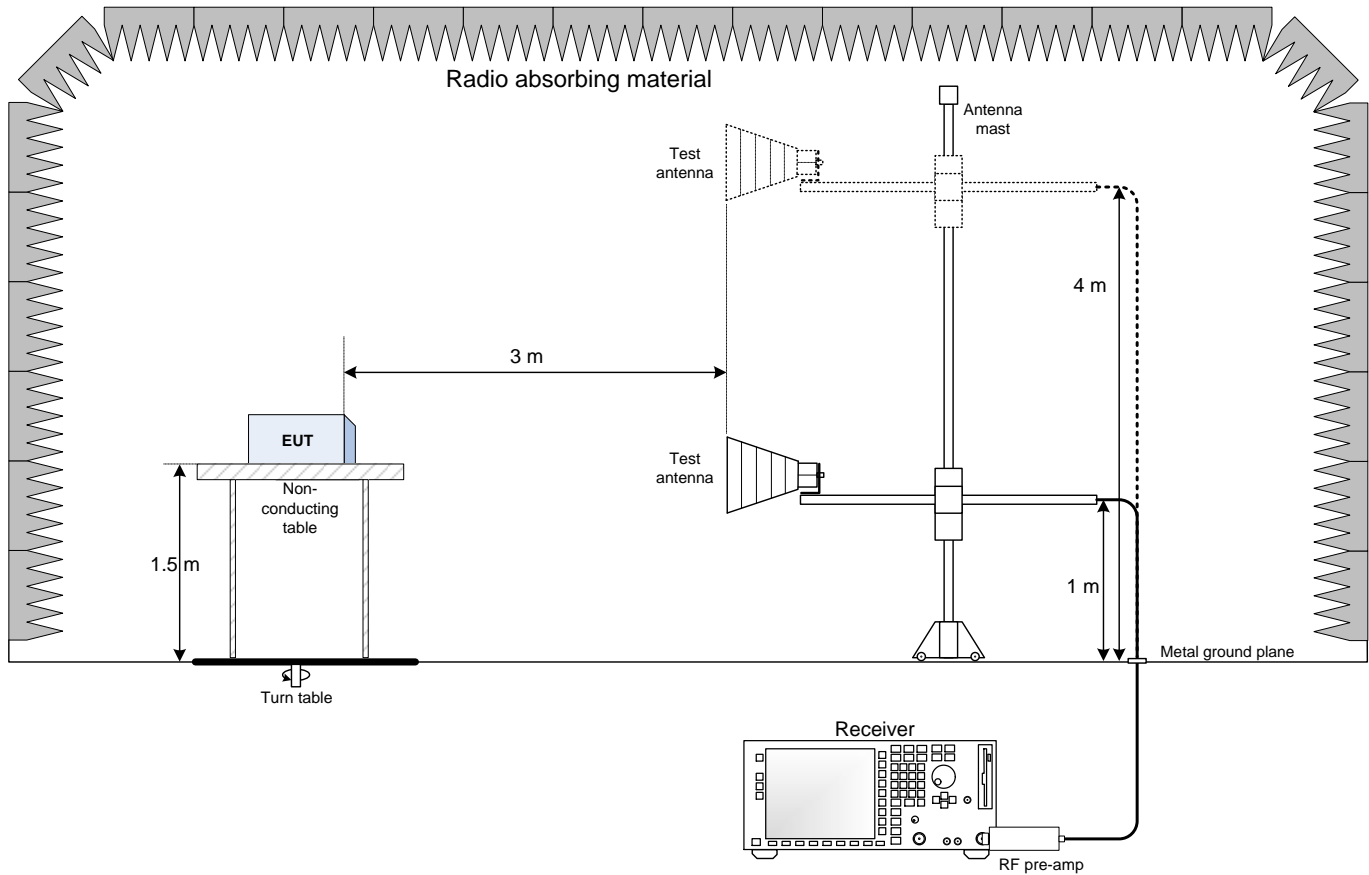 Radio absorbing material
Antenna
mast
Test
antenna
4 m
3 m
EUT
Test
antenna
Non-
conducting
table
1.5 m
1 m
Metal ground plane
Turn table
Receiver
RF pre-amp